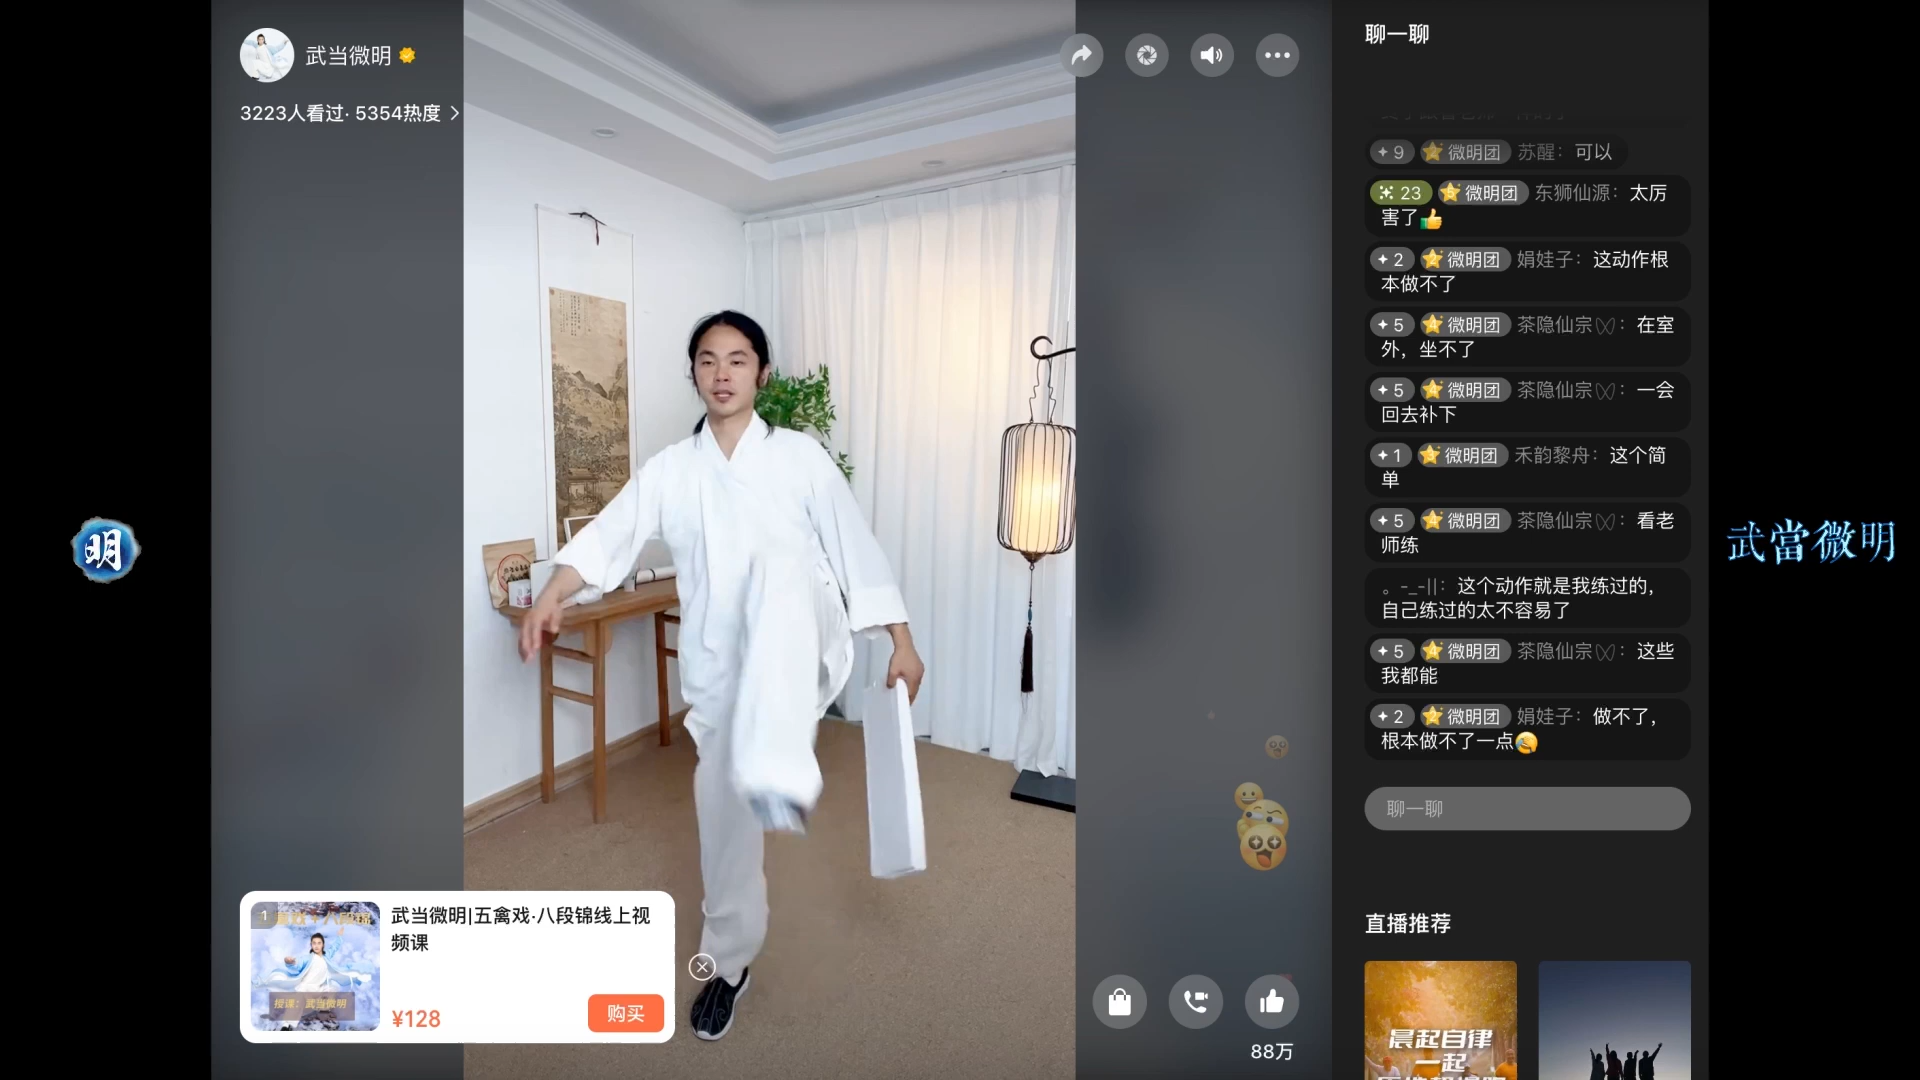 武当微明
3223人看过· 5354热度
聊一聊
9 微明团 苏醒：可以
23 微明团 东狮仙源：太厉
害了👍
2 微明团 娟娃子：这动作根
本做不了
5 微明团 茶隐仙宗：在室
外，坐不了
5 微明团 茶隐仙宗：一会
回去补下
1 微明团 禾韵黎舟：这个简
单
5 微明团 茶隐仙宗：看老
师练
。-_-||：这个动作就是我练过的，
自己练过的太不容易了
5 微明团 茶隐仙宗：这些
我都能
2 微明团 娟娃子：做不了，
根本做不了一点
聊一聊
明
武當微明
1
授课：武当微明
武当微明|五禽戏·八段锦线上视
频课
¥128
购买
88万
直播推荐
晨起自律
一起